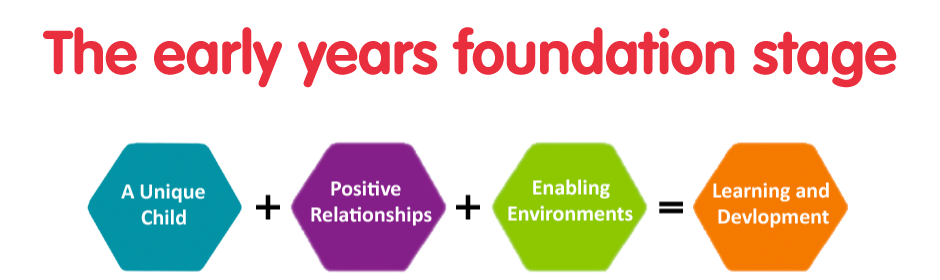 The early years foundation stage
A Unique
Child
+
Positive
Relationships
+
Enabling
Environments
=
Learning and
Devlopment